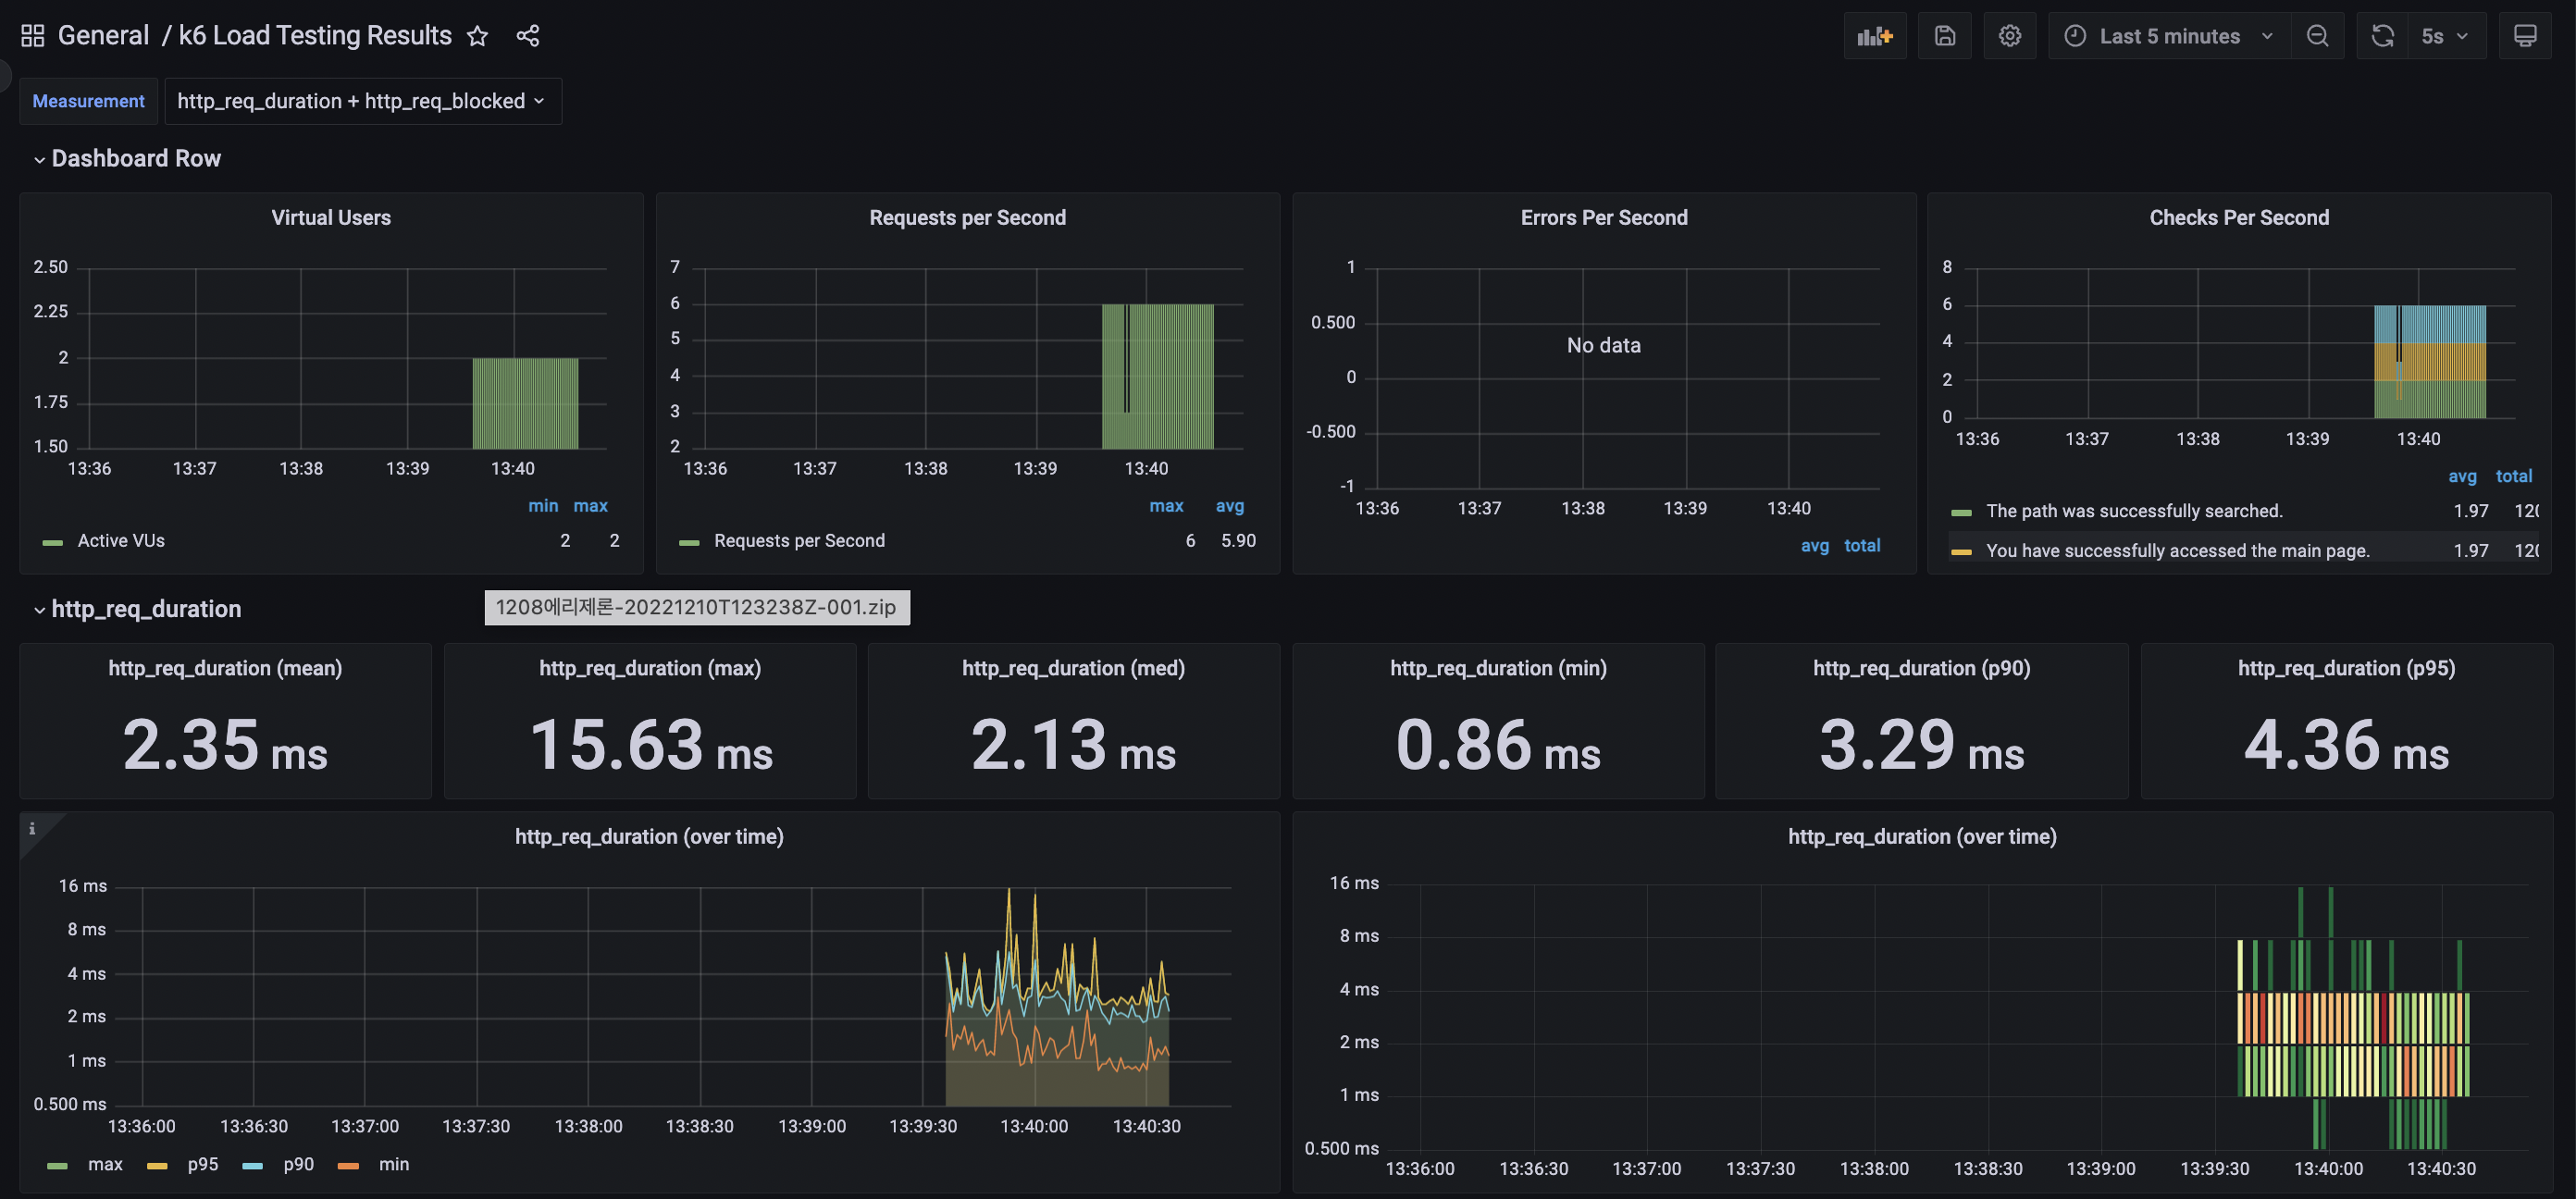 General / k6 Load Testing Results
Last 5 minutes
5s
Measurement
http_req_duration + http_req_blocked
Dashboard Row
Virtual Users
2.50
2.25
2
1.75
1.50
13:36 13:37 13:38 13:39 13:40
min max
Active VUs 2 2
Requests per Second
7
6
5
4
3
2
13:36 13:37 13:38 13:39 13:40
max avg
Requests per Second 6 5.90
Errors Per Second
1
0.500
0
-0.500
-1
No data
13:36 13:37 13:38 13:39 13:40
avg total
Checks Per Second
8
6
4
2
0
13:36 13:37 13:38 13:39 13:40
avg total
The path was successfully searched. 1.97
You have successfully accessed the main page. 1.97
http_req_duration
1208에리제론-20221210T123238Z-001.zip
http_req_duration (mean)
2.35 ms
http_req_duration (max)
15.63 ms
http_req_duration (med)
2.13 ms
http_req_duration (min)
0.86 ms
http_req_duration (p90)
3.29 ms
http_req_duration (p95)
4.36 ms
i
http_req_duration (over time)
16 ms
8 ms
4 ms
2 ms
1 ms
0.500 ms
13:36:00 13:36:30 13:37:00 13:37:30 13:38:00 13:38:30 13:39:00 13:39:30 13:40:00 13:40:30
max p95 p90 min
http_req_duration (over time)
16 ms
8 ms
4 ms
2 ms
1 ms
0.500 ms
13:36:00 13:36:30 13:37:00 13:37:30 13:38:00 13:38:30 13:39:00 13:39:30 13:40:00 13:40:30